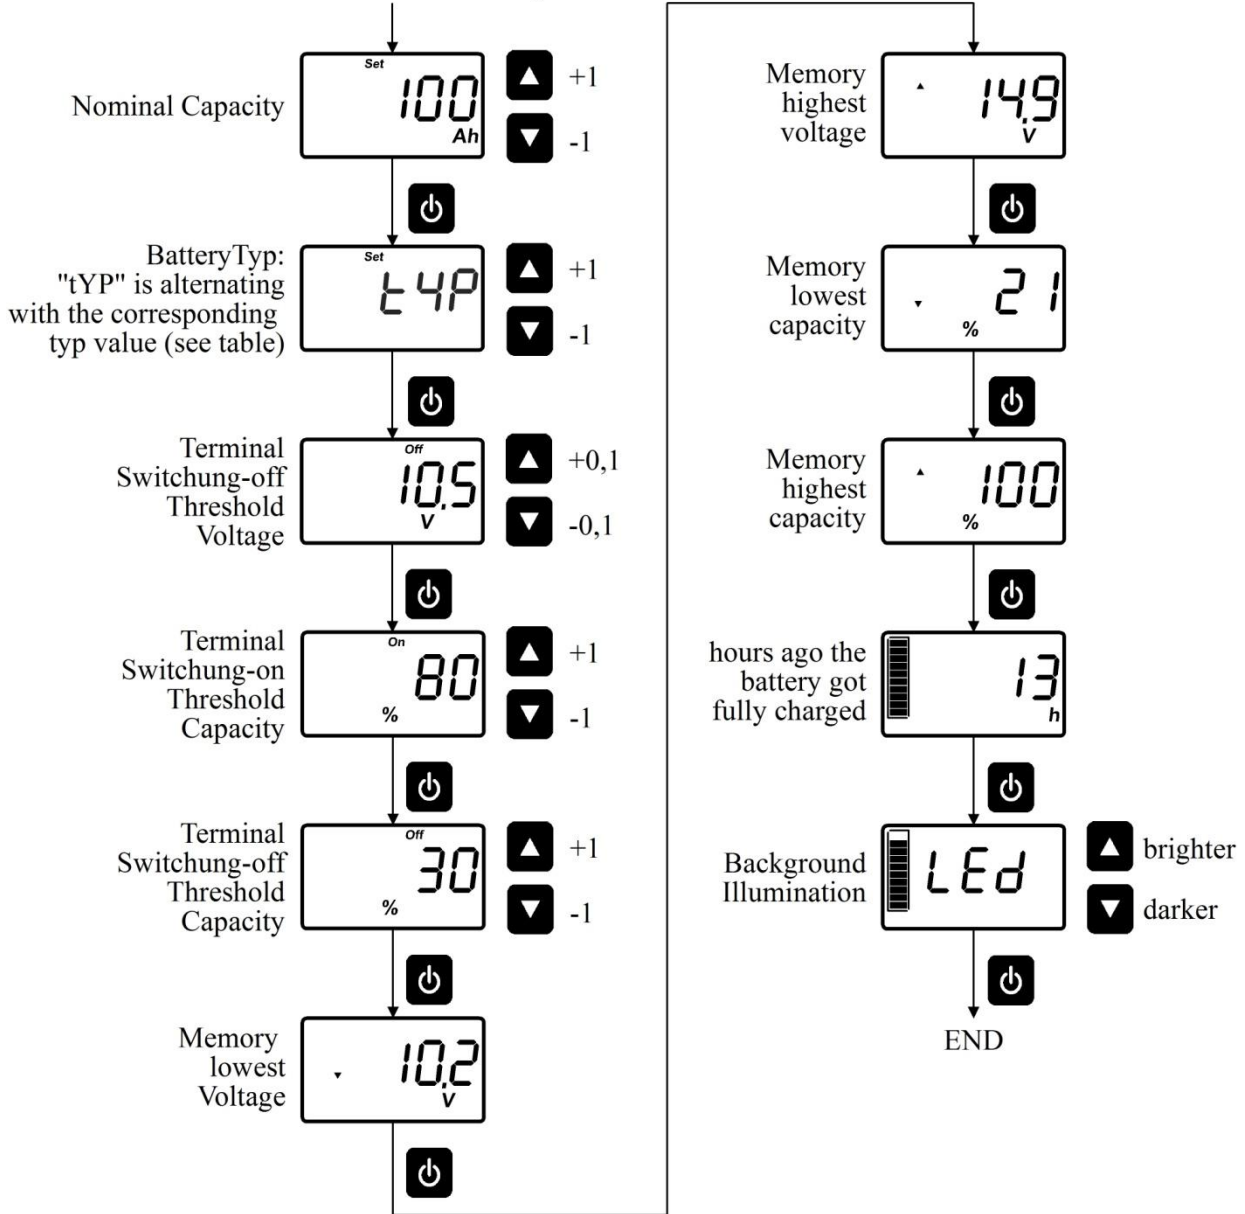 Nominal Capacity
Set
100
Ah
+1
-1
BatteryTyp:
"tYP" is alternating
with the corresponding
typ value (see table)
Set
tYP
+1
-1
Terminal
Switchung-off
Threshold
Voltage
Off
10.5
V
+0,1
-0,1
Terminal
Switchung-on
Threshold
Capacity
On
80
%
+1
-1
Terminal
Switchung-off
Threshold
Capacity
Off
30
%
+1
-1
Memory
lowest
Voltage
10.2
V
Memory
highest
voltage
14.9
V
Memory
lowest
capacity
21
%
Memory
highest
capacity
100
%
hours ago the
battery got
fully charged
13
h
Background
Illumination
LEd
brighter
darker
END